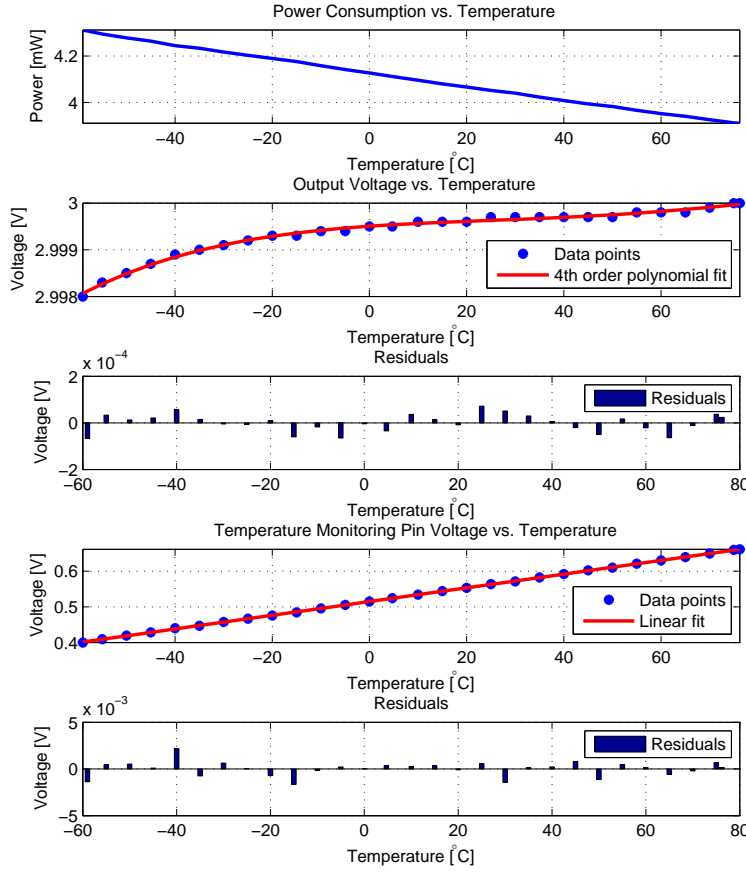 Power Consumption vs. Temperature
Power [mW]
4.2
4
−40 −20 0 20 40 60
Temperature [°C]
Output Voltage vs. Temperature
Voltage [V]
3
2.999
2.998
Data points
4th order polynomial fit
−40 −20 0 20 40 60
Temperature [°C]
Residuals
x 10−4
Voltage [V]
2
0
−2
Residuals
−60 −40 −20 0 20 40 60 80
Temperature [°C]
Temperature Monitoring Pin Voltage vs. Temperature
Voltage [V]
0.6
0.5
0.4
Data points
Linear fit
−40 −20 0 20 40 60
Temperature [°C]
Residuals
x 10−3
Voltage [V]
5
0
−5
Residuals
−60 −40 −20 0 20 40 60 80
Temperature [°C]